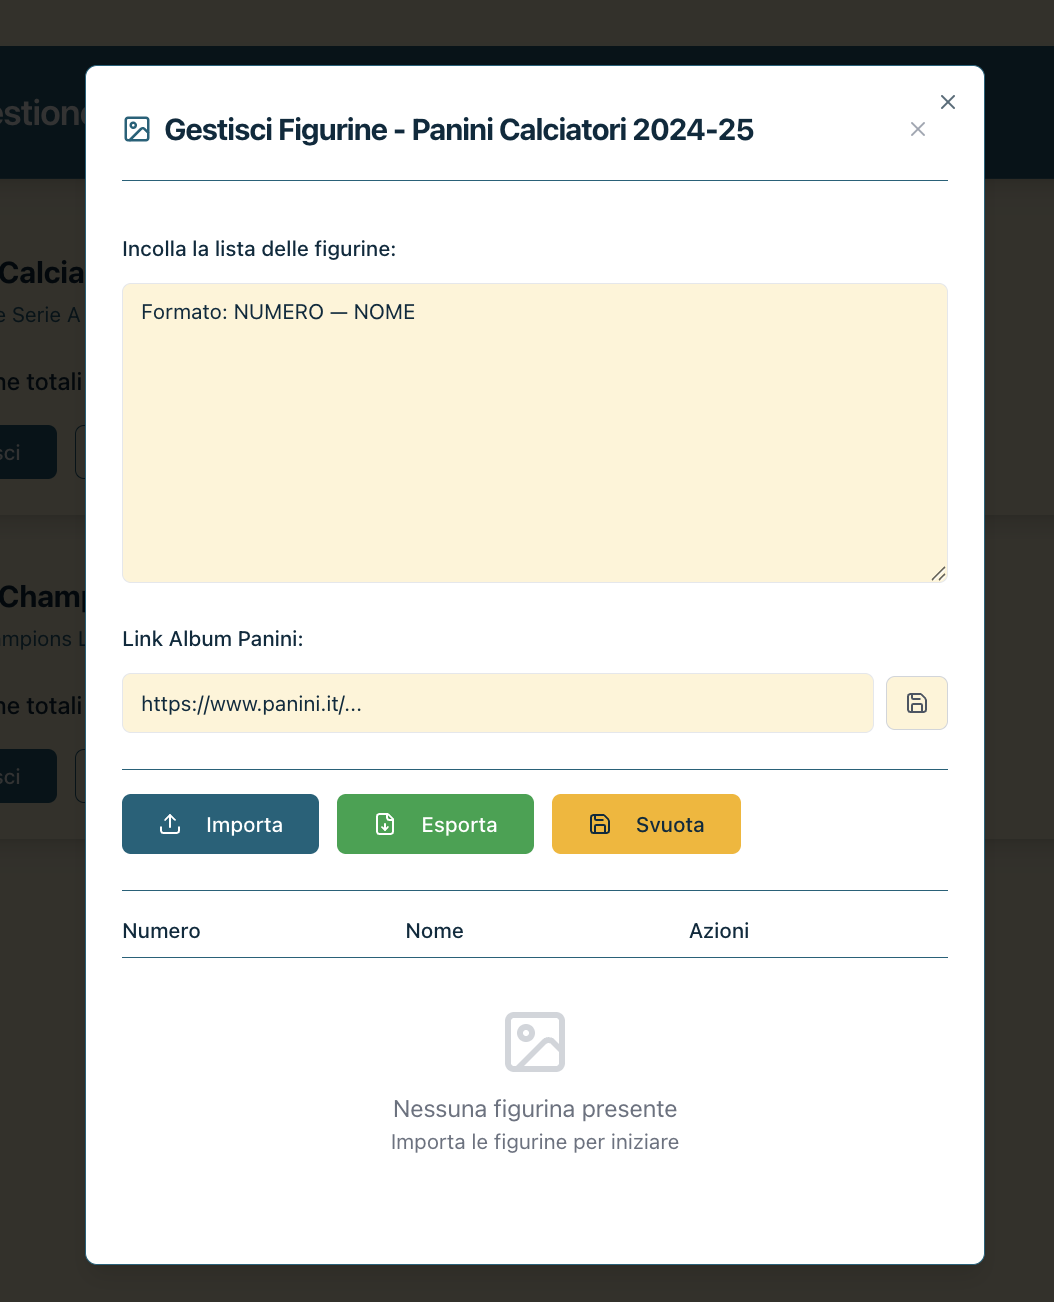 estione
Gestisci Figurine - Panini Calciatori 2024-25
Calcia
e Serie A
ne totali
sci
Incolla la lista delle figurine:
Formato: NUMERO — NOME
Champ
mpions L
ne totali
sci
Link Album Panini:
https://www.panini.it/...
Importa
Esporta
Svuota
Numero
Nome
Azioni
Nessuna figurina presente
Importa le figurine per iniziare